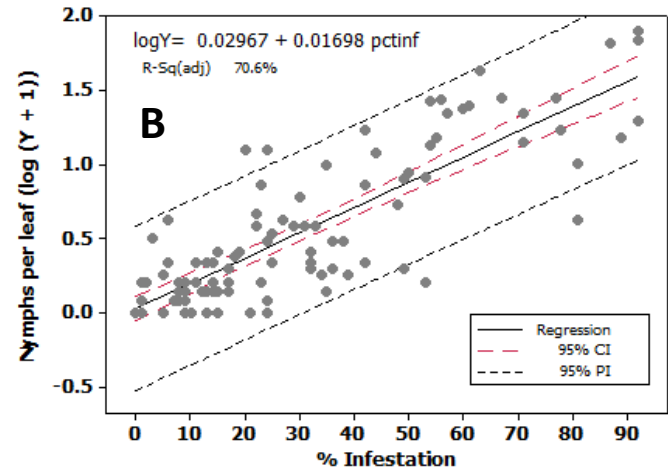 logY= 0.02967 + 0.01698 pctinf
R-Sq(adj) 70.6%
B
Nymphs per leaf (log (Y + 1))
2.0
1.5
1.0
0.5
0.0
-0.5
Regression
95% CI
95% PI
0 10 20 30 40 50 60 70 80 90
% Infestation